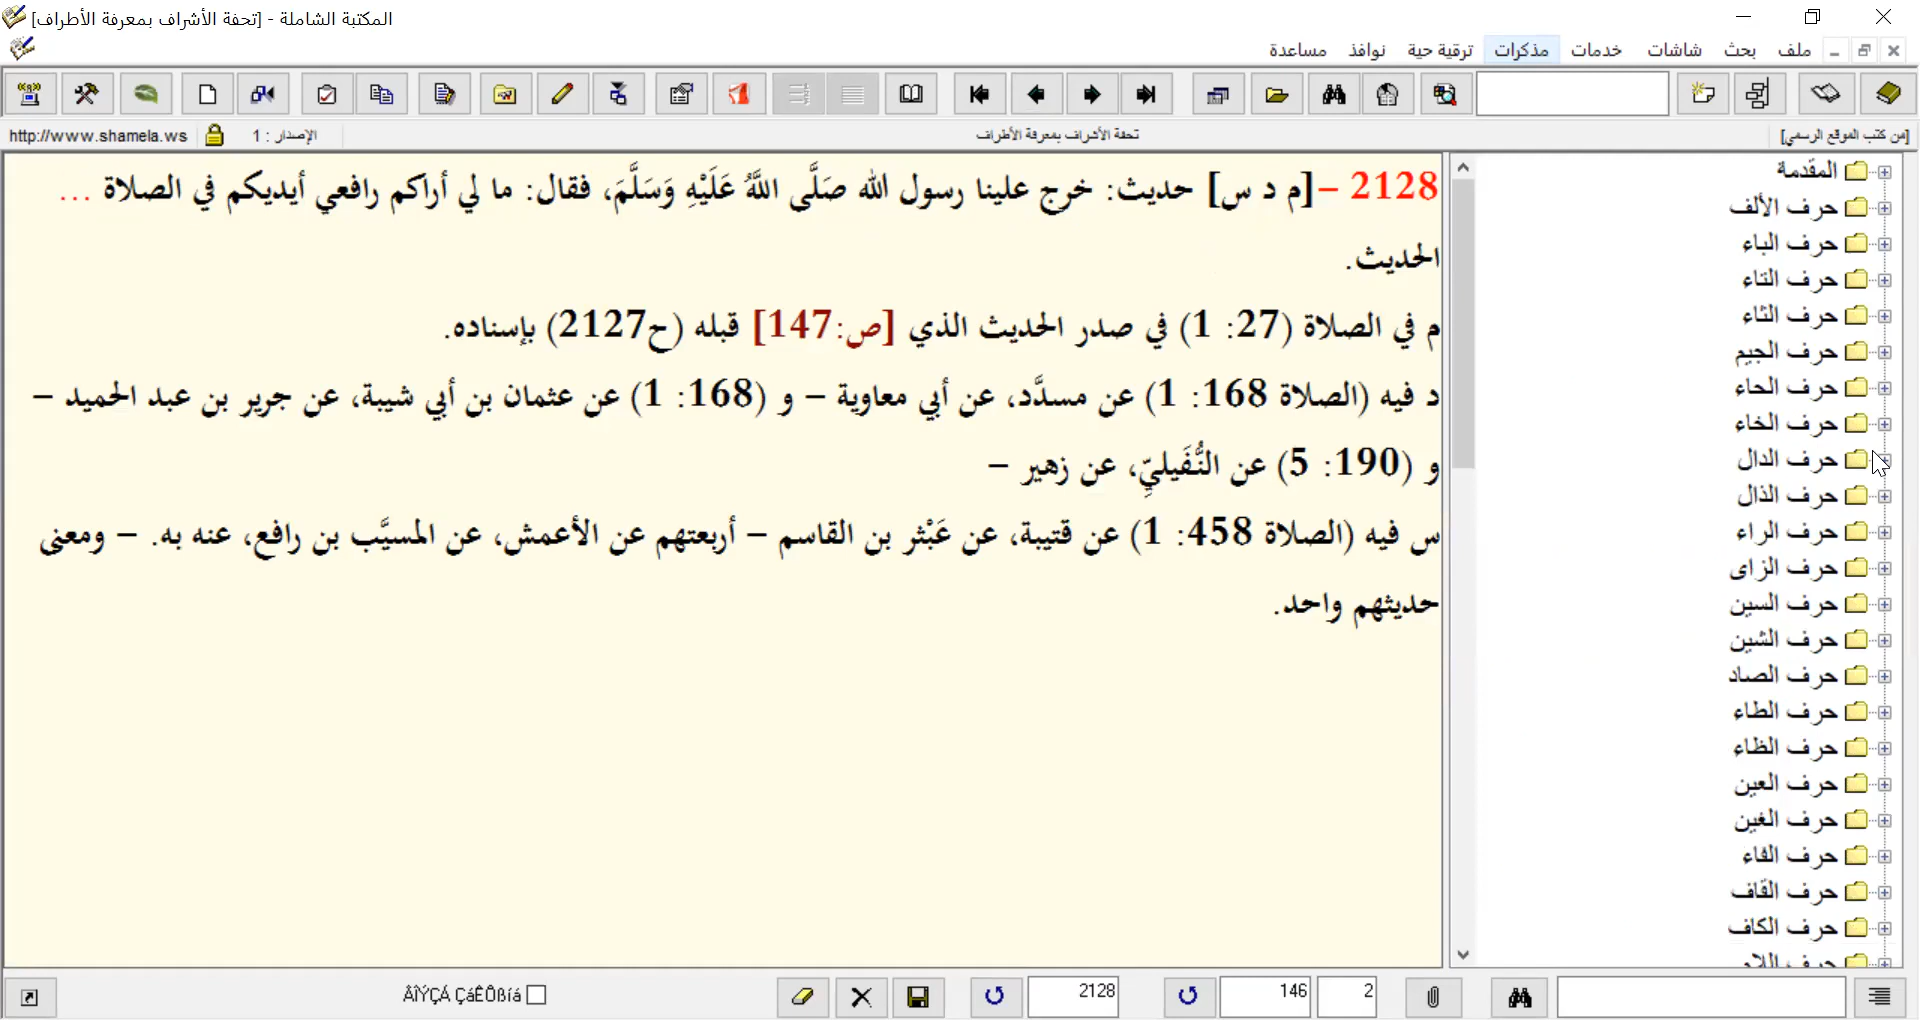 المكتبة الشاملة - [تحفة الأشراف بمعرفة الأطراف]
ملف بحث شاشات خدمات مذكرات ترقية حية نوافذ مساعدة
[من كتب الموقع الرسمي] تحفة الأشراف بمعرفة الأطراف الإصدار : 1 http://www.shamela.ws
2128 – [م د س] حديث: خرج علينا رسول الله صَلَّى اللَّهُ عَلَيْهِ وَسَلَّمَ، فقال: ما لي أراكم رافعي أيديكم في الصلاة ...
الحديث.
م في الصلاة (27: 1) في صدر الحديث الذي [ص:147] قبله (ح2127) بإسناده.
د فيه (الصلاة 168: 1) عن مسدَّد، عن أبي معاوية – و (168: 1) عن عثمان بن أبي شيبة، عن جرير بن عبد الحميد –
و (190: 5) عن النُّفَيليِّ، عن زهير –
س فيه (الصلاة 458: 1) عن قتيبة، عن عَبْثر بن القاسم – أربعتهم عن الأعمش، عن المسيَّب بن رافع، عنه به. – ومعنى
حديثهم واحد.
المقدمة
حرف الألف
حرف الباء
حرف التاء
حرف الثاء
حرف الجيم
حرف الحاء
حرف الخاء
حرف الدال
حرف الذال
حرف الراء
حرف الزاى
حرف السين
حرف الشين
حرف الصاد
حرف الطاء
حرف الظاء
حرف العين
حرف الغين
حرف الفاء
حرف القاف
حرف الكاف
حرف اللام
2 146 2128 ÅÎÝÇÁ ÇáÊÔßíá